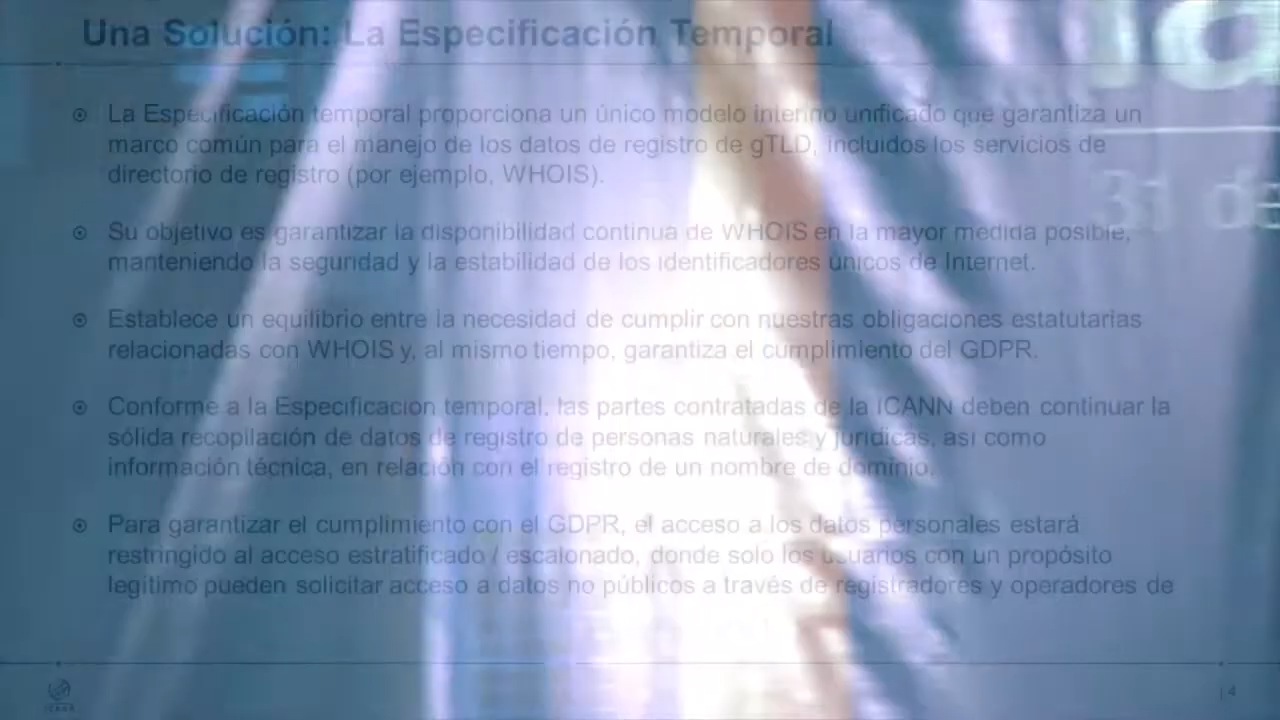 Una Solución: La Especificación Temporal
La Especificación temporal proporciona un único modelo interino unificado que garantiza un
marco común para el manejo de los datos de registro de gTLD, incluidos los servicios de
directorio de registro (por ejemplo, WHOIS).
Su objetivo es garantizar la disponibilidad continua de WHOIS en la mayor medida posible,
manteniendo la seguridad y la estabilidad de los identificadores únicos de Internet.
Establece un equilibrio entre la necesidad de cumplir con nuestras obligaciones estatutarias
relacionadas con WHOIS y, al mismo tiempo, garantiza el cumplimiento del GDPR.
Conforme a la Especificación temporal, las partes contratadas de la ICANN deben continuar la
sólida recopilación de datos de registro de personas naturales y jurídicas, así como
información técnica, en relación con el registro de un nombre de dominio.
Para garantizar el cumplimiento con el GDPR, el acceso a los datos personales estará
restringido al acceso estratificado / escalonado, donde solo los usuarios con un propósito
legítimo pueden solicitar acceso a datos no públicos a través de registradores y operadores de
31 de
ICANN
| 4